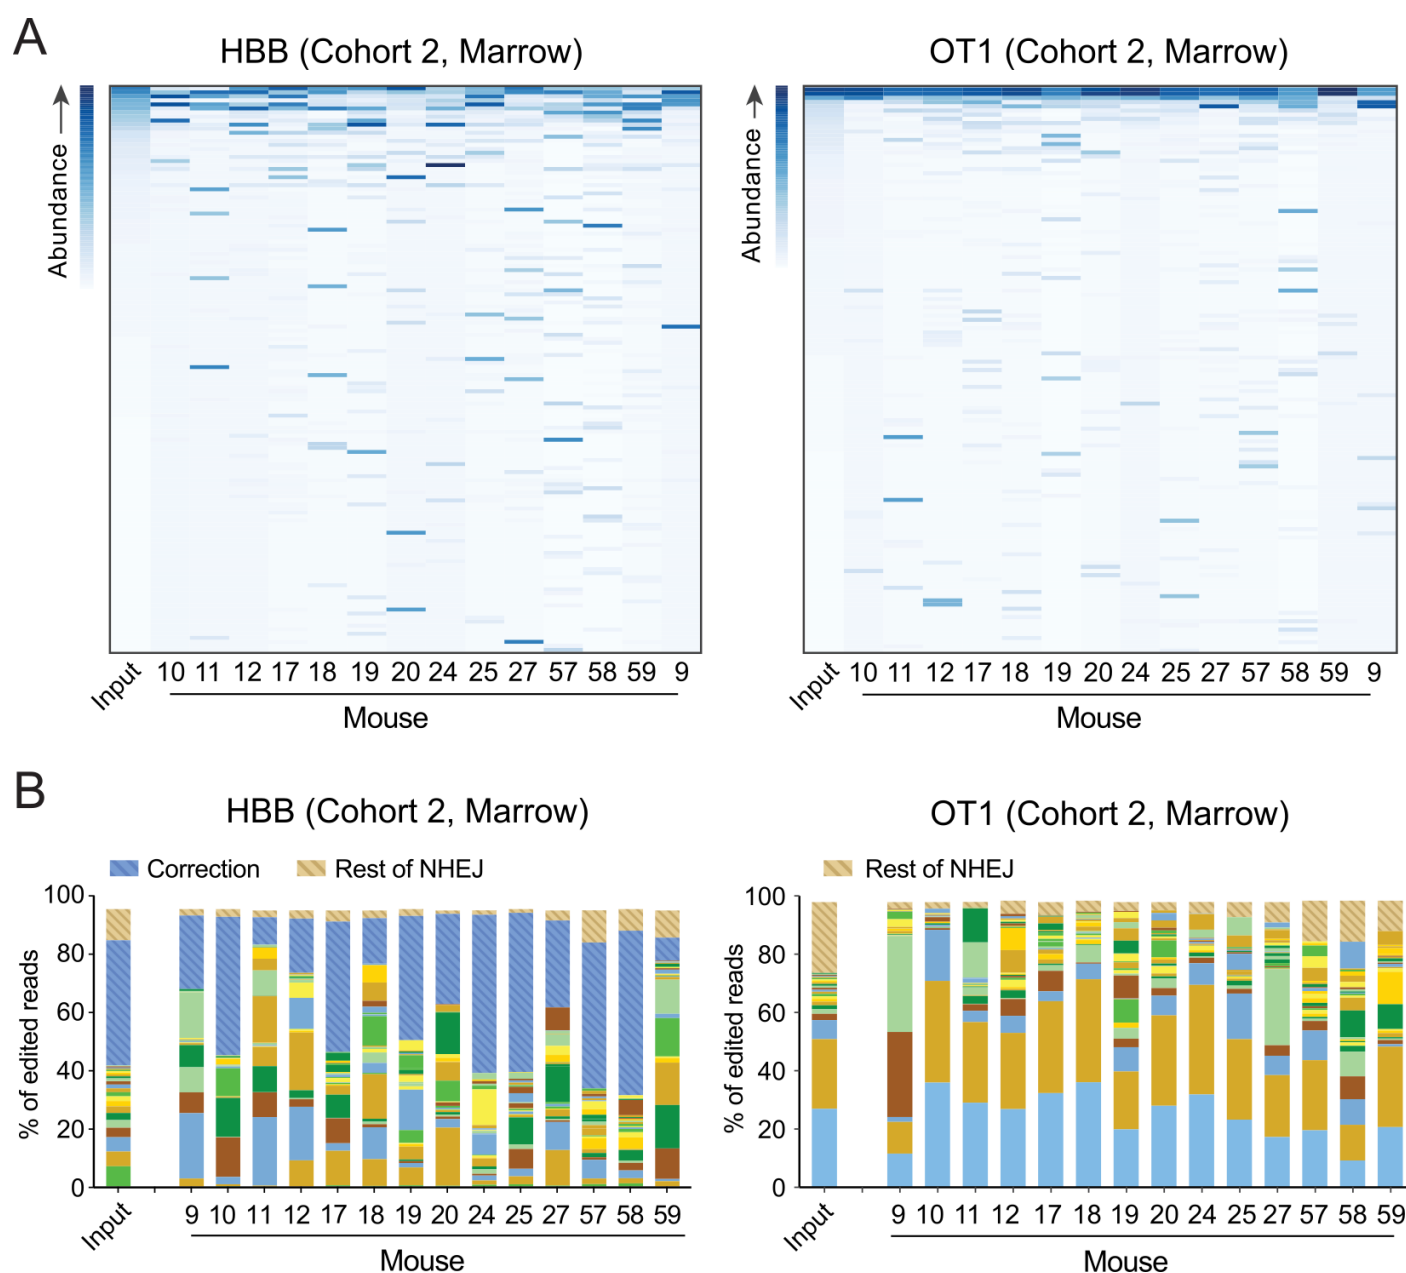 A
HBB (Cohort 2, Marrow)
OT1 (Cohort 2, Marrow)
Abundance
Abundance
Input 10 11 12 17 18 19 20 24 25 27 57 58 59 9
Mouse
Input 10 11 12 17 18 19 20 24 25 27 57 58 59 9
Mouse
B
HBB (Cohort 2, Marrow)
OT1 (Cohort 2, Marrow)
Correction Rest of NHEJ
Rest of NHEJ
% of edited reads
100
80
60
40
20
0
Input 9 10 11 12 17 18 19 20 24 25 27 57 58 59
Mouse
% of edited reads
100
80
60
40
20
0
Input 9 10 11 12 17 18 19 20 24 25 27 57 58 59
Mouse